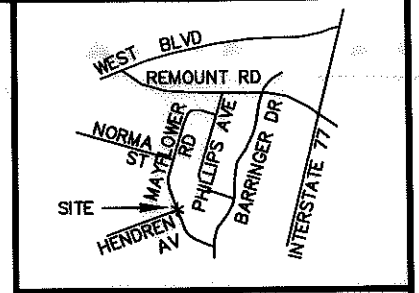 WEST BLVD
REMOUNT RD
NORMA ST
MAYFLOWER RD
PHILLIPS AVE
BARRINGER DR
INTERSTATE 77
SITE
HENDREN AV